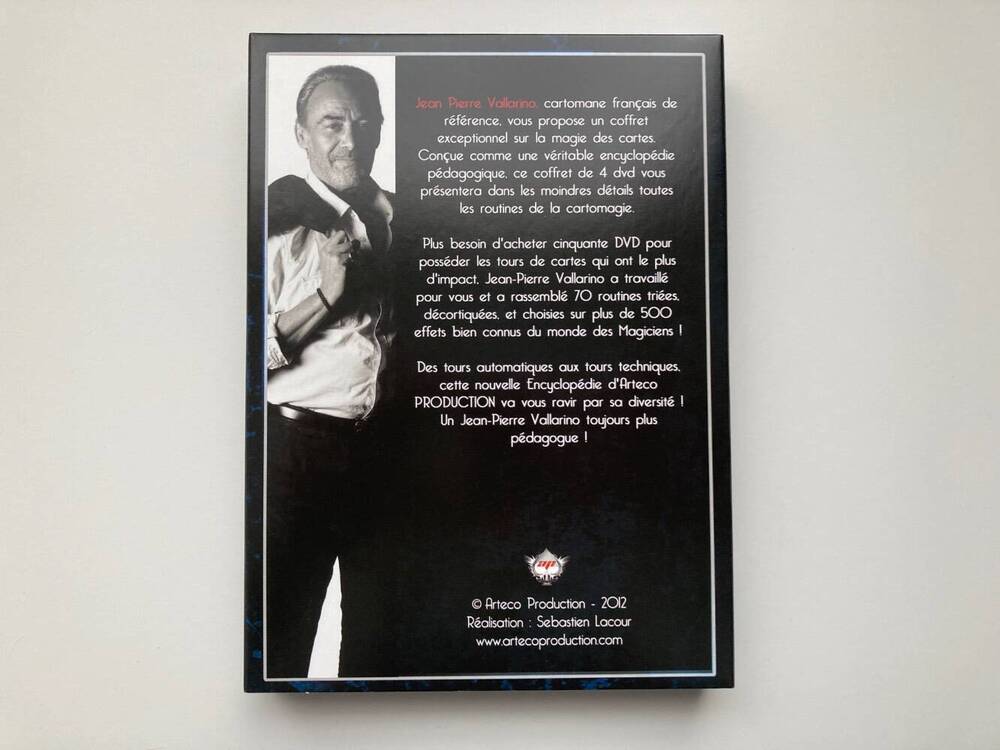 Jean Pierre Vallarino, cartomane français de
référence, vous propose un coffret
exceptionnel sur la magie des cartes.
Conçue comme une véritable encyclopédie
pédagogique, ce coffret de 4 dvd vous
présentera dans les moindres détails toutes
les routines de la cartomagie.
Plus besoin d'acheter cinquante DVD pour
posséder les tours de cartes qui ont le plus
d'impact, Jean-Pierre Vallarino a travaillé
pour vous et a rassemblé 70 routines triées,
décortiquées, et choisies sur plus de 500
effets bien connus du monde des Magiciens !
Des tours automatiques aux tours techniques,
cette nouvelle Encyclopédie d'Arteco
PRODUCTION va vous ravir par sa diversité !
Un Jean-Pierre Vallarino toujours plus
pédagogue !
ap
© Arteco Production - 2012
Réalisation : Sebastien Lacour
www.artecoproduction.com